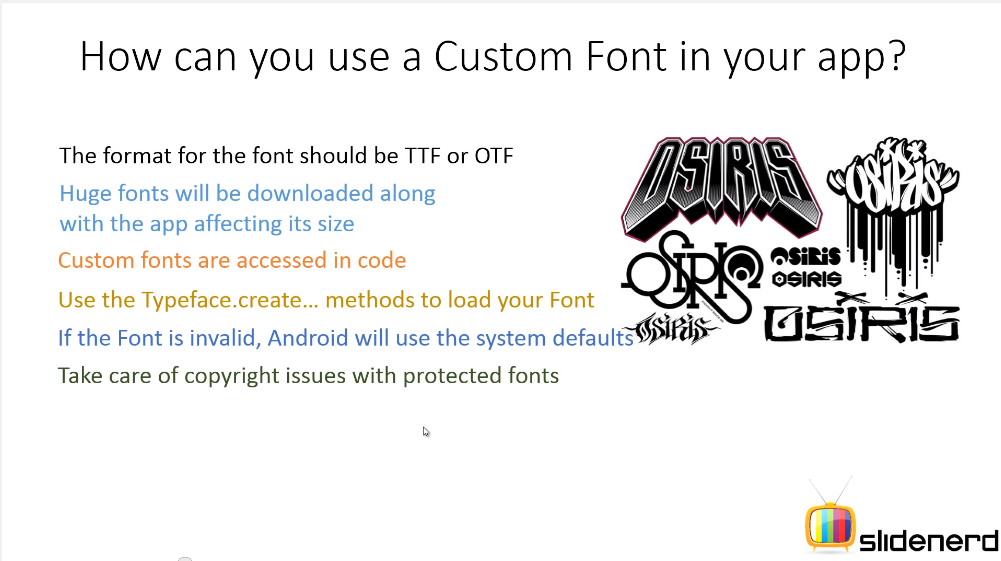 How can you use a Custom Font in your app?
The format for the font should be TTF or OTF
Huge fonts will be downloaded along
with the app affecting its size
Custom fonts are accessed in code
Use the Typeface.create... methods to load your Font
If the Font is invalid, Android will use the system defaults
Take care of copyright issues with protected fonts
OSIRIS
OSIRIS
OSIRIS
OSIRIS
OSIRIS
OSIRIS
OSIRIS
slidenerd